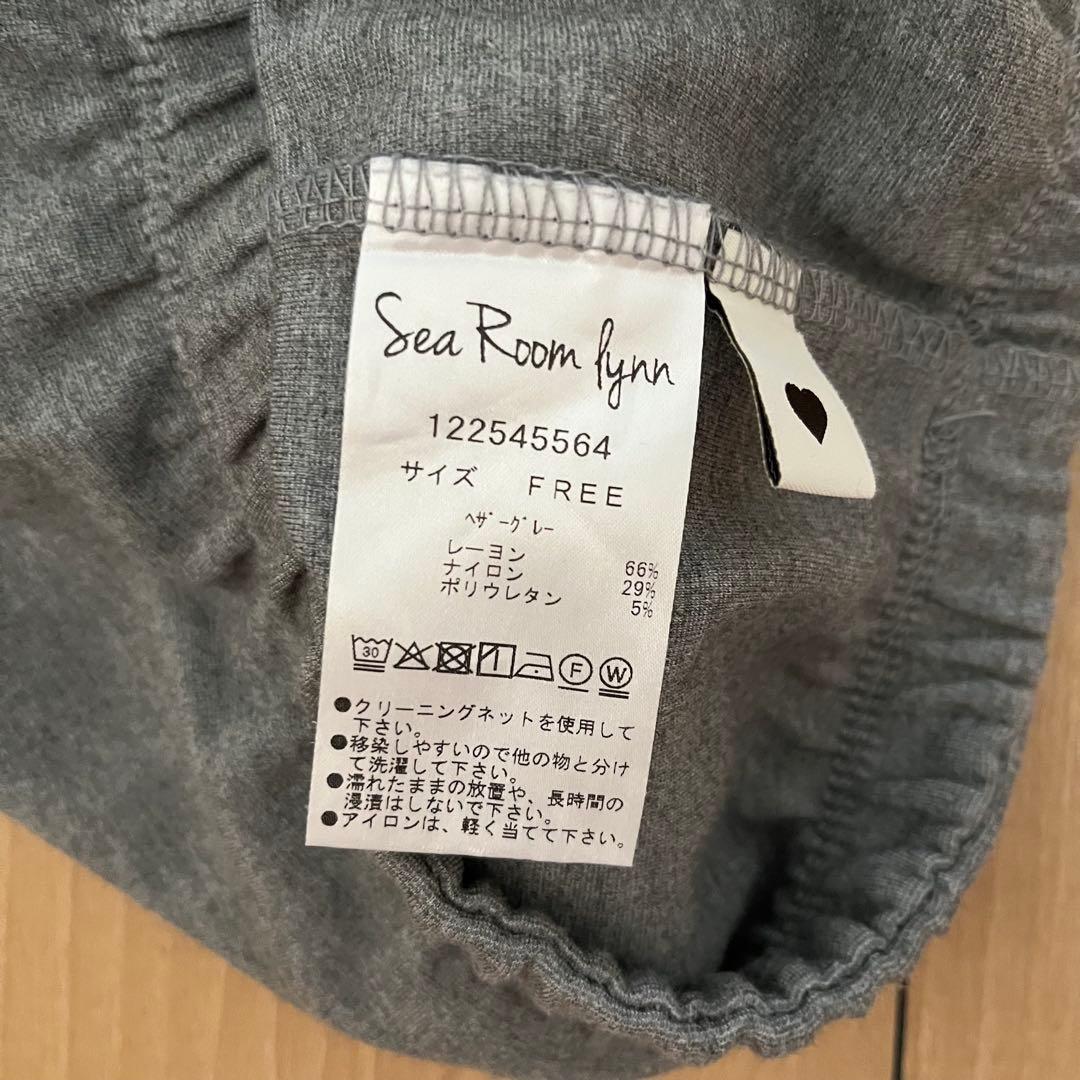 Sea Room lynn
122545564
サイズ FREE
ﾍｻﾞｰｸﾞﾚｰ
レーヨン 66%
ナイロン 29%
ポリウレタン 5%
30 F W
●クリーニングネットを使用して
下さい。
●移染しやすいので他の物と分け
て洗濯して下さい。
●濡れたままの放置や、長時間の
浸漬はしないで下さい。
●アイロンは、軽く当てて下さい。